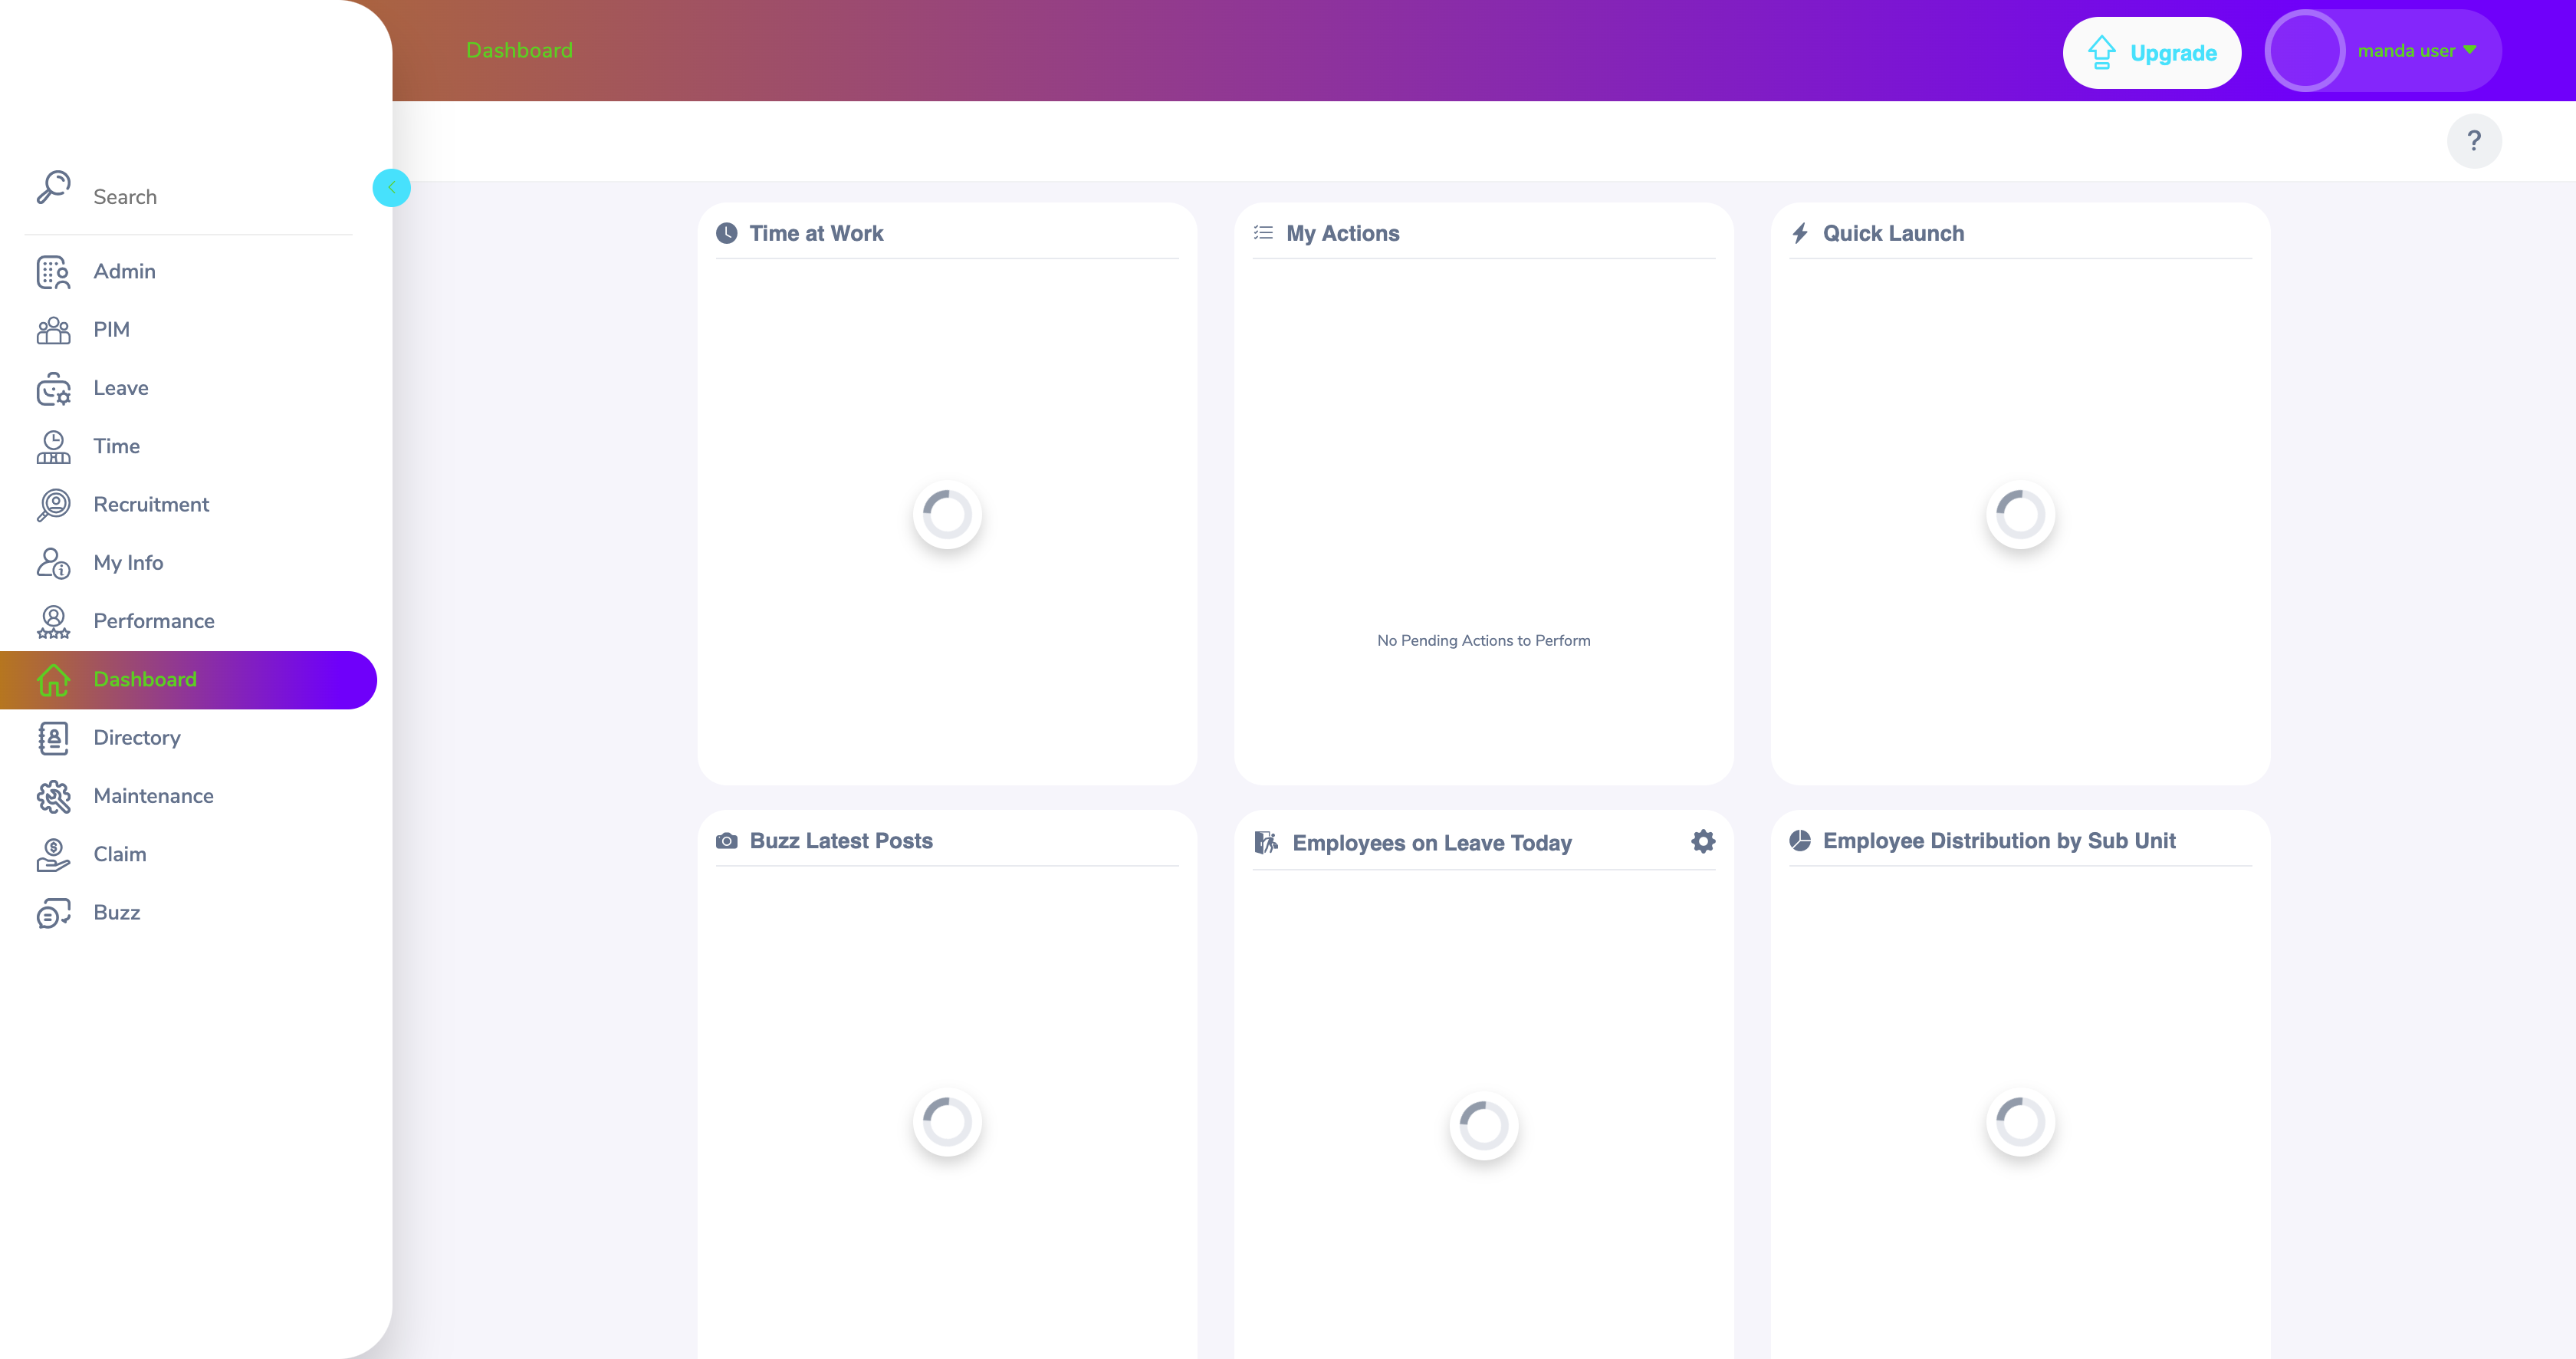 Dashboard
Upgrade
manda user
?
Search
Admin
PIM
Leave
Time
Recruitment
My Info
Performance
Dashboard
Directory
Maintenance
Claim
Buzz
Time at Work
My Actions
No Pending Actions to Perform
Quick Launch
Buzz Latest Posts
Employees on Leave Today
Employee Distribution by Sub Unit